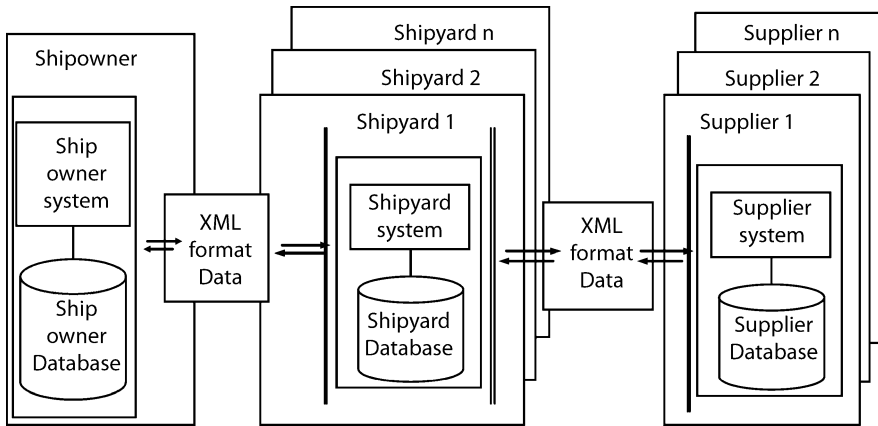 Shipowner
Ship
owner
system
Ship
owner
Database
XML
format
Data
Shipyard n
Shipyard 2
Shipyard 1
Shipyard
system
Shipyard
Database
XML
format
Data
Supplier n
Supplier 2
Supplier 1
Supplier
system
Supplier
Database